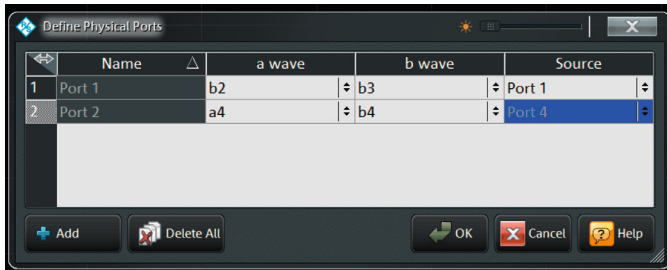 Define Physical Ports
Name a wave b wave Source
1 Port 1 b2 b3 Port 1
2 Port 2 a4 b4 Port 4
Add Delete All OK Cancel Help